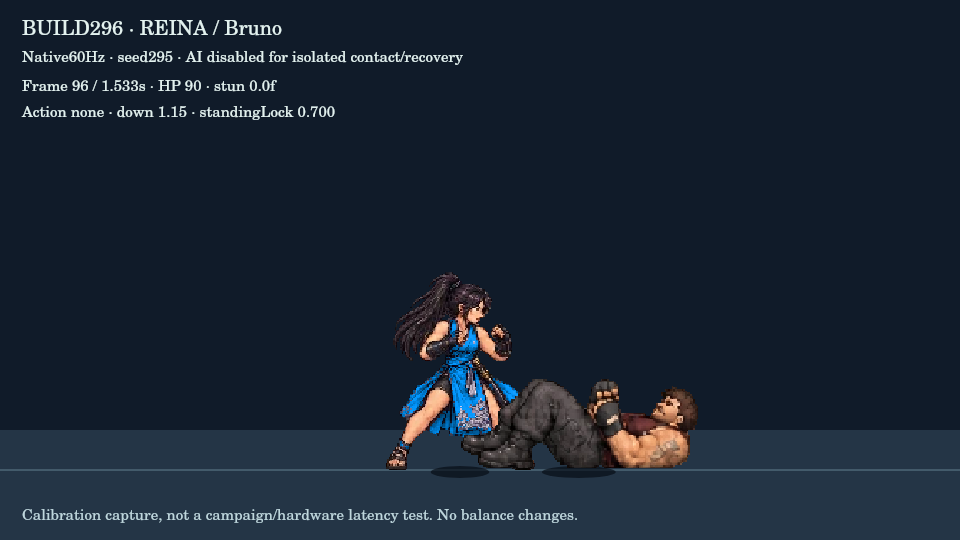 BUILD296 · REINA / Bruno
Native60Hz · seed295 · AI disabled for isolated contact/recovery
Frame 96 / 1.533s · HP 90 · stun 0.0f
Action none · down 1.15 · standingLock 0.700
Calibration capture, not a campaign/hardware latency test. No balance changes.